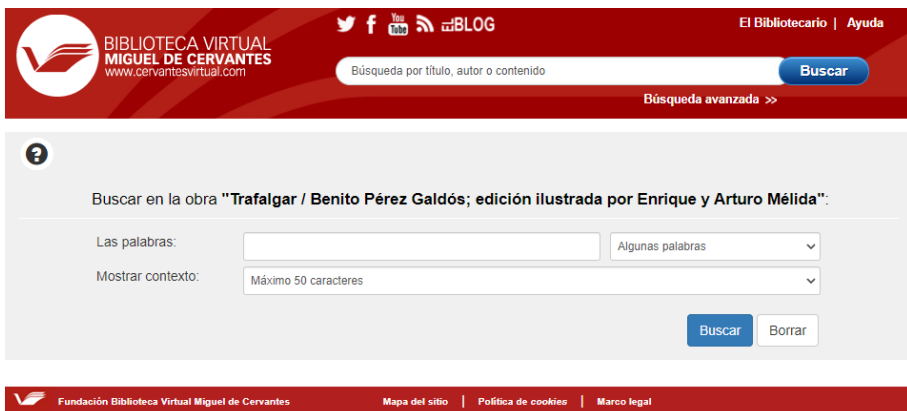 BIBLIOTECA VIRTUAL
MIGUEL DE CERVANTES
www.cervantesvirtual.com
You
Tube
BLOG
El Bibliotecario | Ayuda
Búsqueda por título, autor o contenido
Buscar
Búsqueda avanzada >>
?
Buscar en la obra "Trafalgar / Benito Pérez Galdós; edición ilustrada por Enrique y Arturo Mélida":
Las palabras:
Algunas palabras
Mostrar contexto:
Máximo 50 caracteres
Buscar
Borrar
Fundación Biblioteca Virtual Miguel de Cervantes
Mapa del sitio | Política de cookies | Marco legal